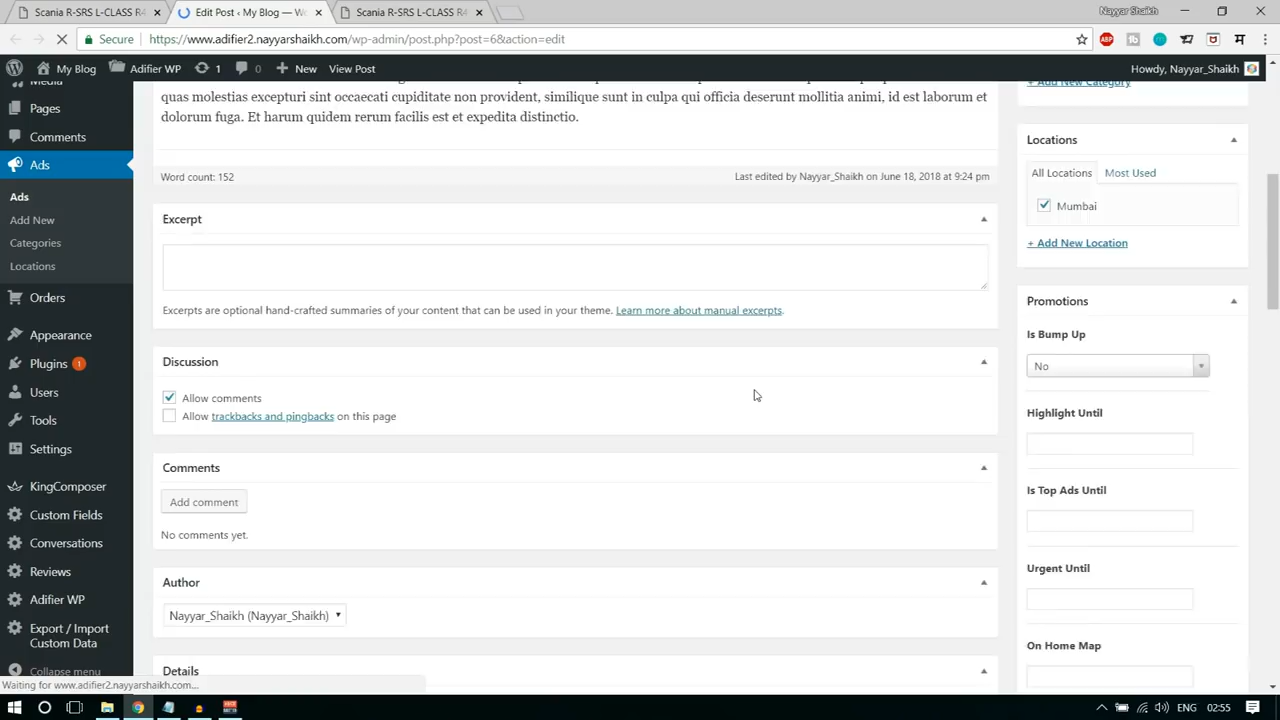 Scania R-SRS L-CLASS R4
Edit Post ‹ My Blog — W
Scania R-SRS L-CLASS R4
Nayyar Shaikh
Secure
https://www.adifier2.nayyarshaikh.com/wp-admin/post.php?post=6&action=edit
My Blog
Adifier WP
1
0
New
View Post
Howdy, Nayyar_Shaikh
Media
Pages
Comments
Ads
Ads
Add New
Categories
Locations
Orders
Appearance
Plugins 1
Users
Tools
Settings
KingComposer
Custom Fields
Conversations
Reviews
Adifier WP
Export / Import
Custom Data
Collapse menu
quas molestias excepturi sint occaecati cupiditate non provident, similique sunt in culpa qui officia deserunt mollitia animi, id est laborum et
dolorum fuga. Et harum quidem rerum facilis est et expedita distinctio.
Word count: 152
Last edited by Nayyar_Shaikh on June 18, 2018 at 9:24 pm
Excerpt
Excerpts are optional hand-crafted summaries of your content that can be used in your theme. Learn more about manual excerpts.
Discussion
Allow comments
Allow trackbacks and pingbacks on this page
Comments
Add comment
No comments yet.
Author
Nayyar_Shaikh (Nayyar_Shaikh)
Details
+ Add New Category
Locations
All Locations
Most Used
Mumbai
+ Add New Location
Promotions
Is Bump Up
No
Highlight Until
Is Top Ads Until
Urgent Until
On Home Map
Waiting for www.adifier2.nayyarshaikh.com...
ENG
02:55